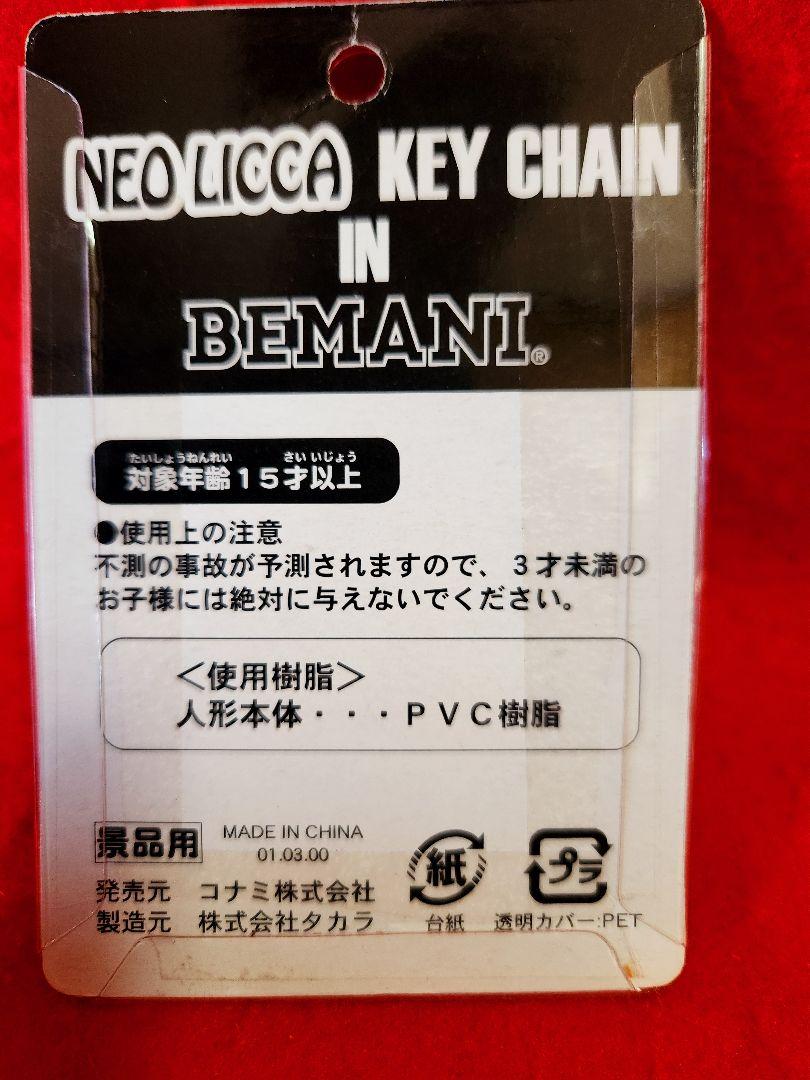 NEO LICCA KEY CHAIN
IN
BEMANI®
たいしょうねんれい さい いじょう
対象年齢15才以上
●使用上の注意
不測の事故が予測されますので、3才未満の
お子様には絶対に与えないでください。
＜使用樹脂＞
人形本体・・・PVC樹脂
景品用 MADE IN CHINA
01.03.00
紙 プラ
発売元 コナミ株式会社
製造元 株式会社タカラ
台紙 透明カバー:PET